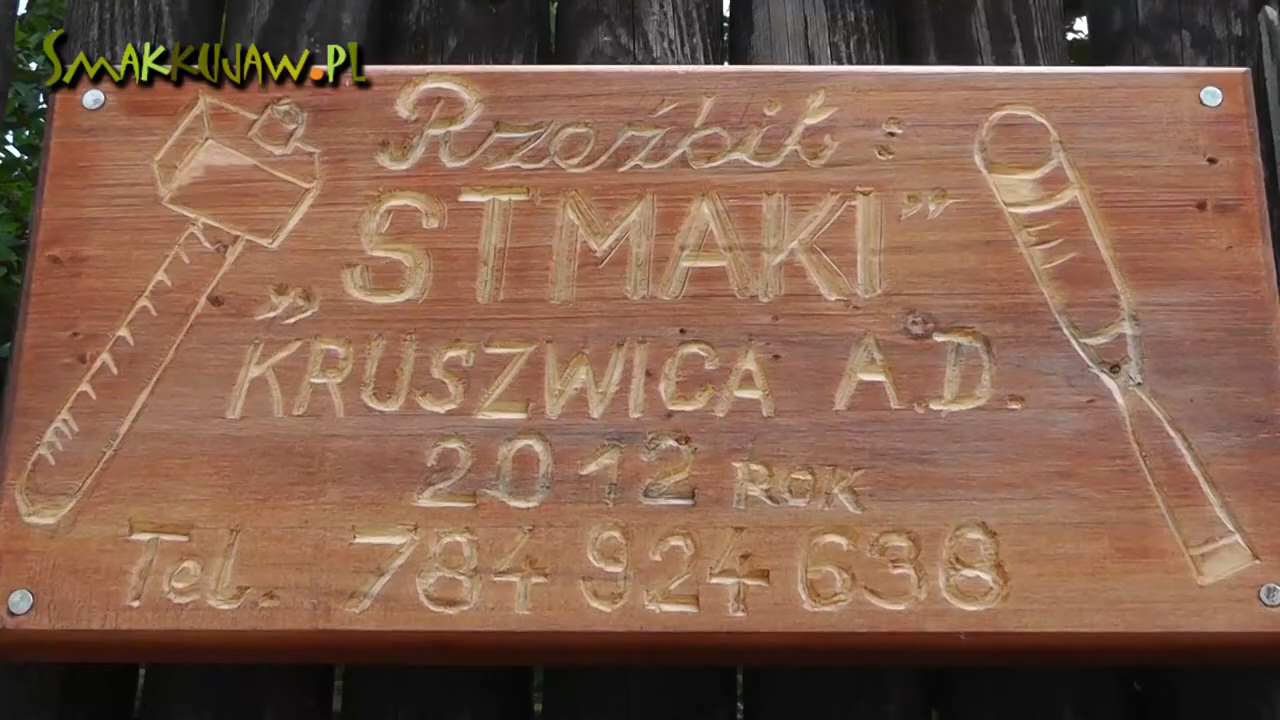 SMAKKUJAW.PL
Rzeźbił :
„STMAKI”
KRUSZWICA A.D.
2012 ROK
Tel. 784 924 638